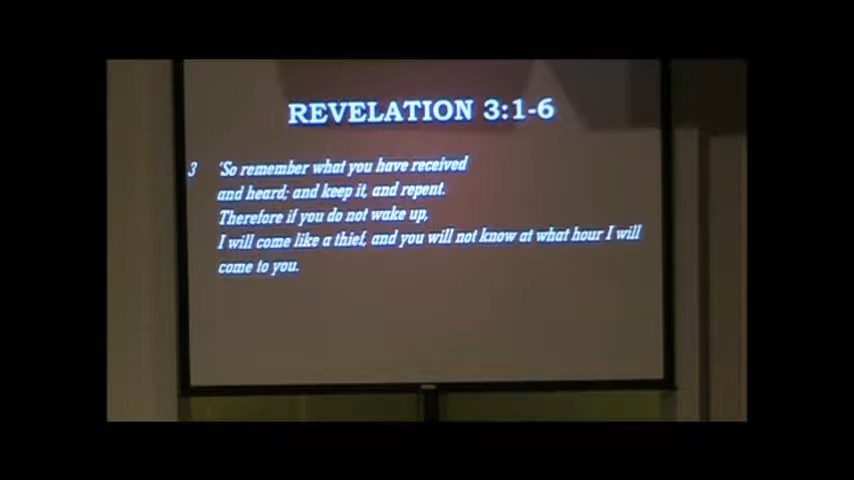 REVELATION 3:1-6
3 ‘So remember what you have received
and heard; and keep it, and repent.
Therefore if you do not wake up,
I will come like a thief, and you will not know at what hour I will
come to you.